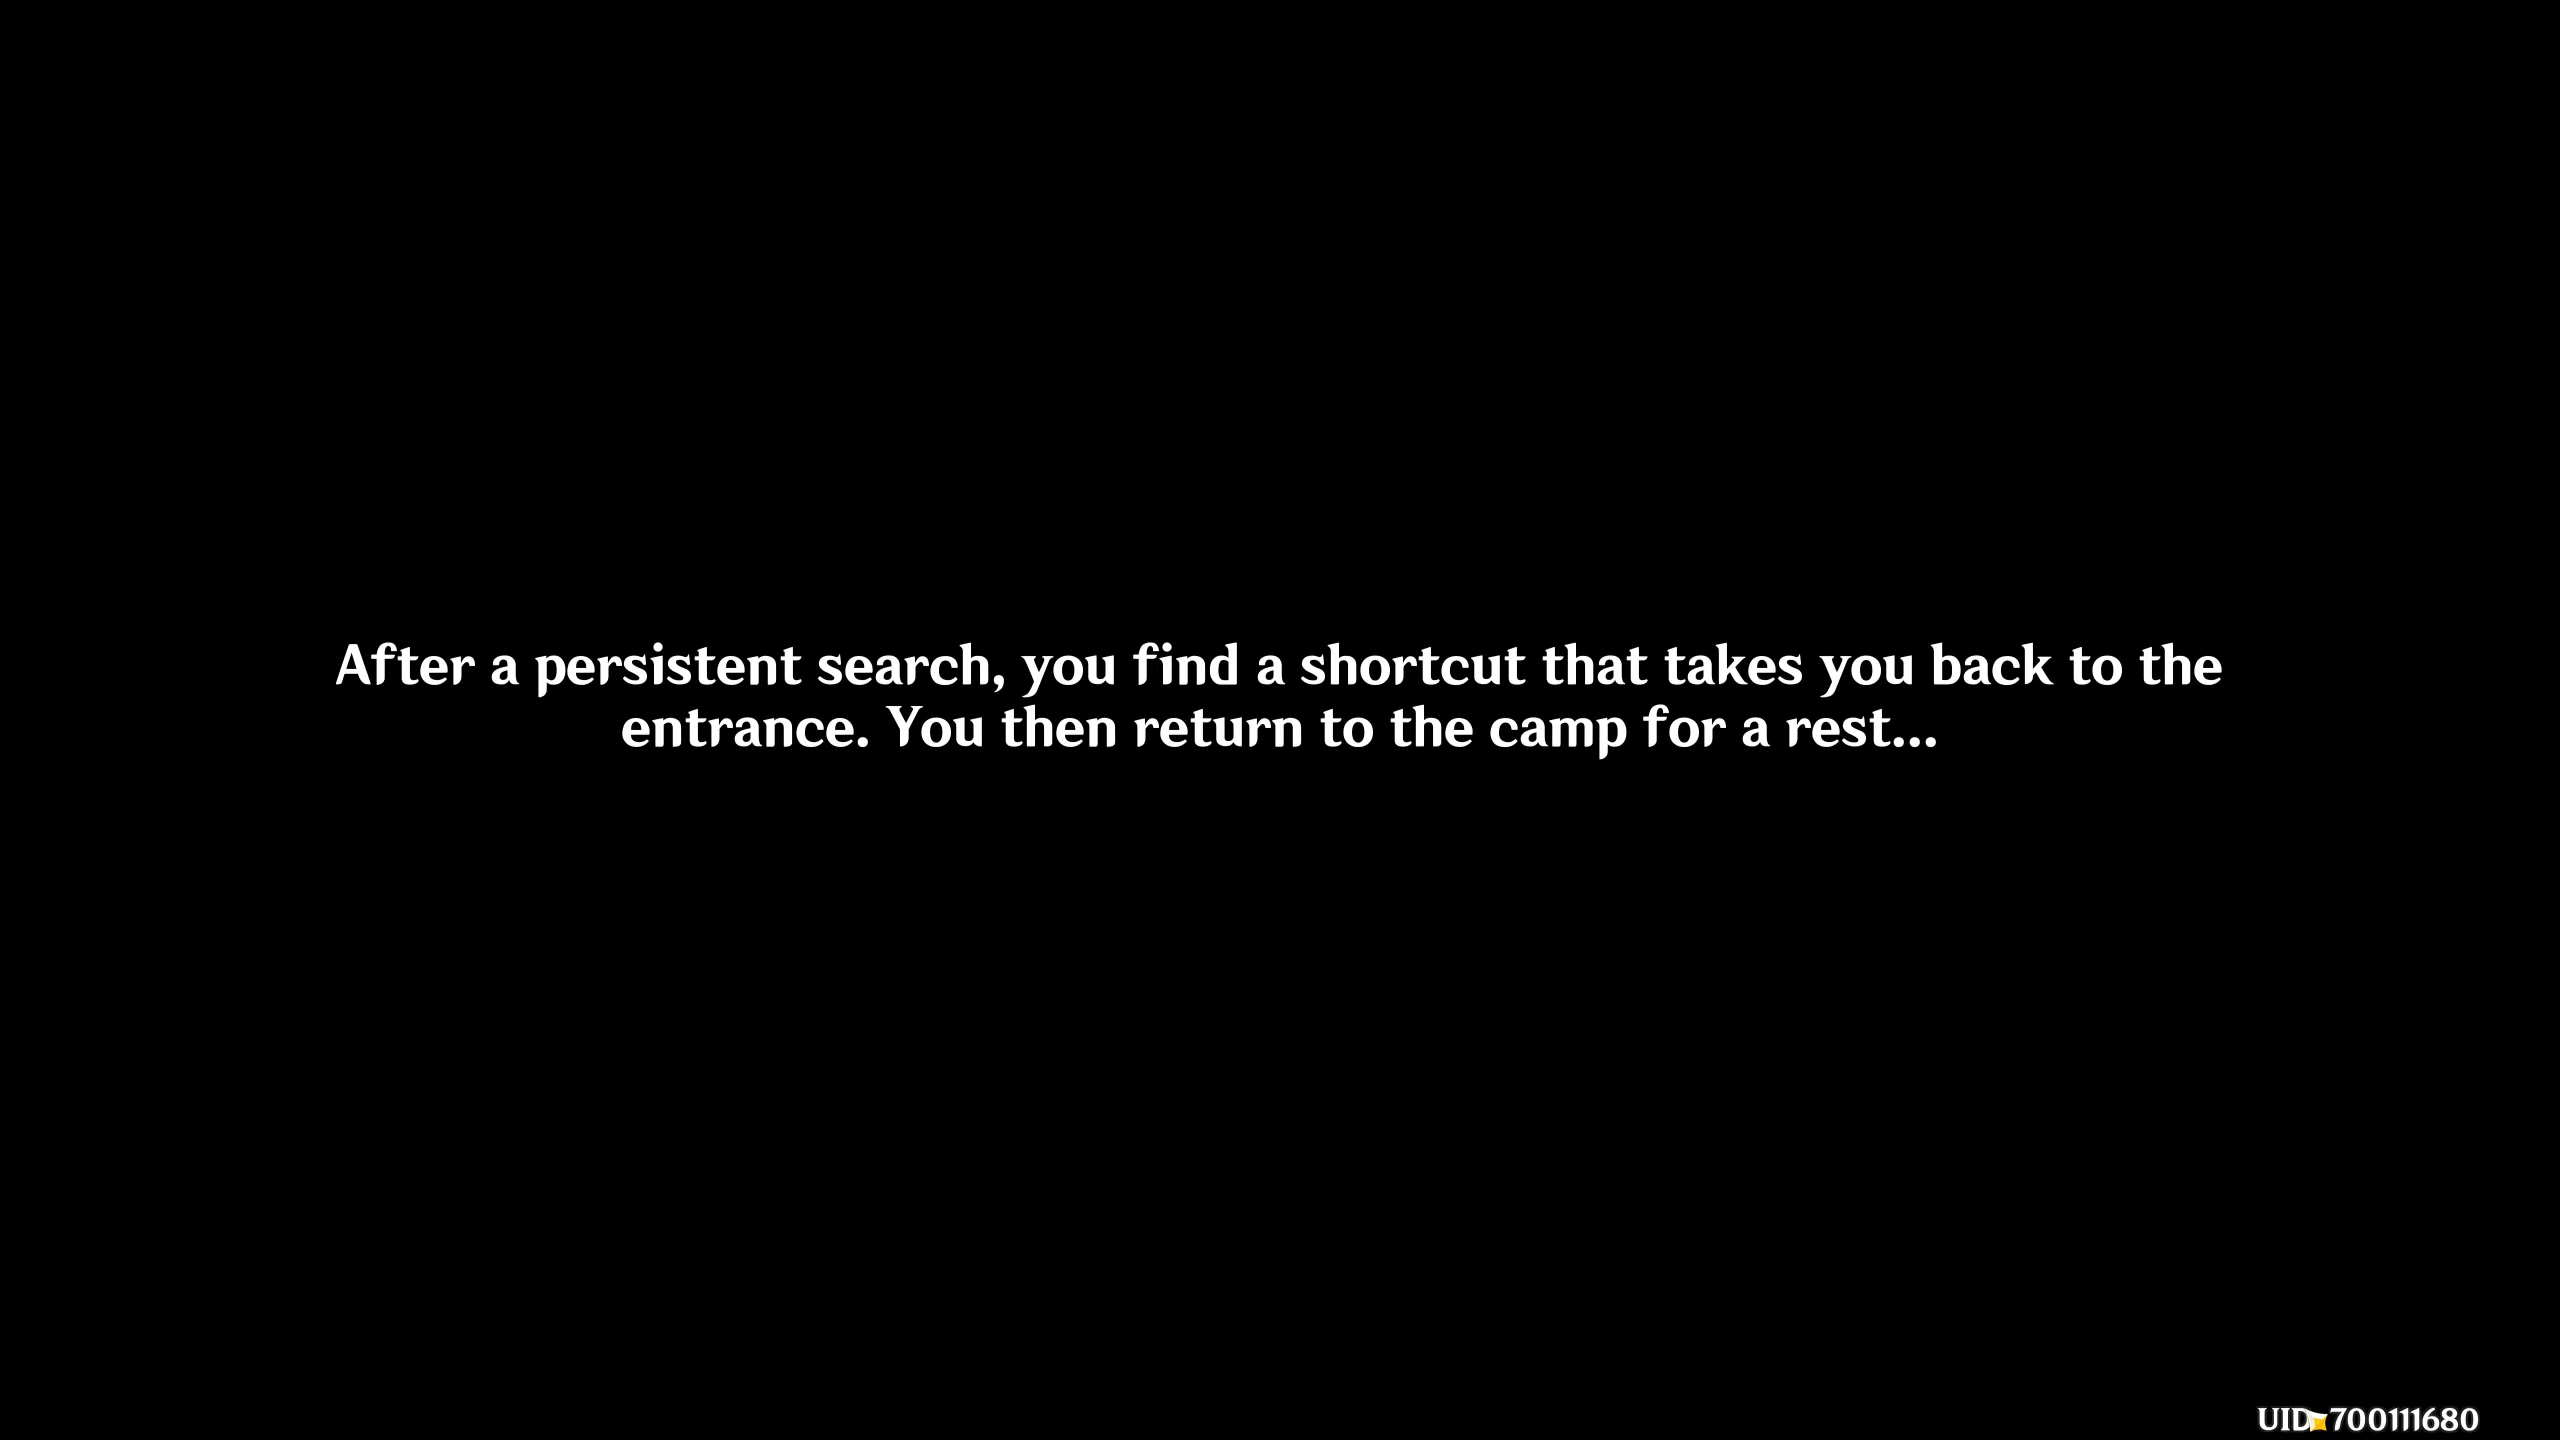 After a persistent search, you find a shortcut that takes you back to the
entrance. You then return to the camp for a rest...
UID:700111680